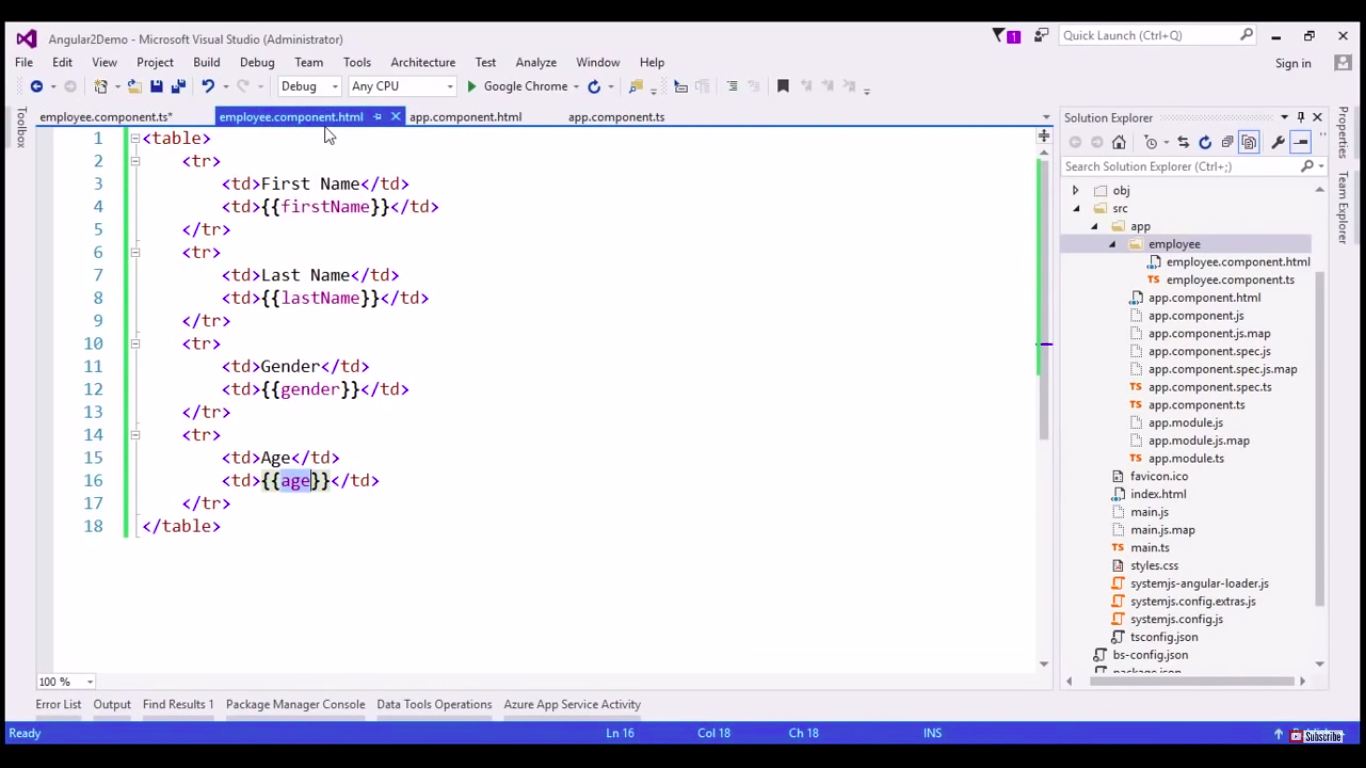 Angular2Demo - Microsoft Visual Studio (Administrator)
1
Quick Launch (Ctrl+Q)
File Edit View Project Build Debug Team Tools Architecture Test Analyze Window Help
Sign in
Debug Any CPU Google Chrome
Toolbox
employee.component.ts* employee.component.html app.component.html app.component.ts
1 <table>
2 <tr>
3 <td>First Name</td>
4 <td>{{firstName}}</td>
5 </tr>
6 <tr>
7 <td>Last Name</td>
8 <td>{{lastName}}</td>
9 </tr>
10 <tr>
11 <td>Gender</td>
12 <td>{{gender}}</td>
13 </tr>
14 <tr>
15 <td>Age</td>
16 <td>{{age}}</td>
17 </tr>
18 </table>
100 %
Solution Explorer
Search Solution Explorer (Ctrl+;)
obj
src
app
employee
employee.component.html
TS employee.component.ts
app.component.html
app.component.js
app.component.js.map
app.component.spec.js
app.component.spec.js.map
TS app.component.spec.ts
TS app.component.ts
app.module.js
app.module.js.map
TS app.module.ts
favicon.ico
index.html
main.js
main.js.map
TS main.ts
styles.css
systemjs-angular-loader.js
systemjs.config.extras.js
systemjs.config.js
tsconfig.json
bs-config.json
package.json
Properties
Team Explorer
Error List Output Find Results 1 Package Manager Console Data Tools Operations Azure App Service Activity
Ready Ln 16 Col 18 Ch 18 INS
Subscribe